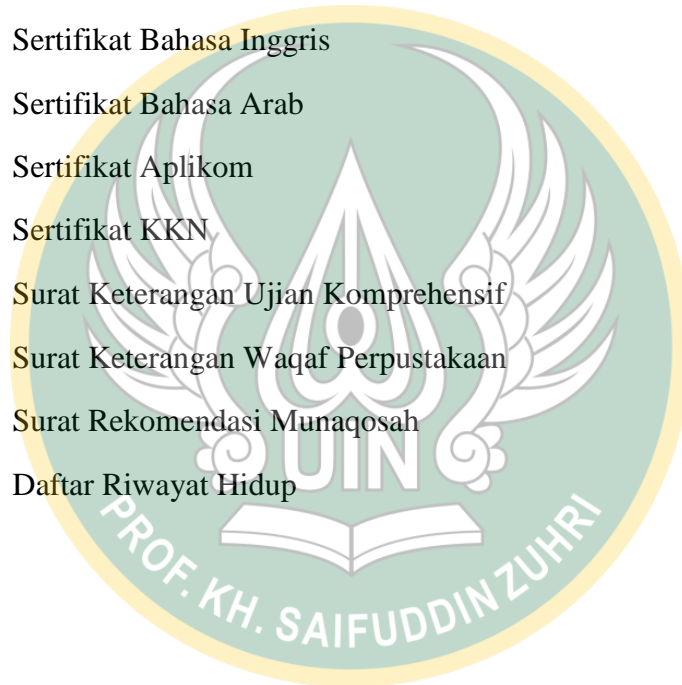 Sertifikat Bahasa Inggris
Sertifikat Bahasa Arab
Sertifikat Aplikom
Sertifikat KKN
Surat Keterangan Ujian Komprehensif
Surat Keterangan Waqaf Perpustakaan
Surat Rekomendasi Munaqosah
Daftar Riwayat Hidup
UIN
PROF. KH. SAIFUDDIN ZUHRI